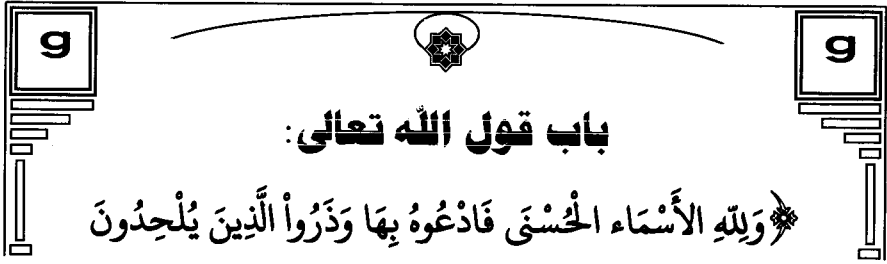 g g
باب قول الله تعالى:
﴿وَلِلّهِ الأَسْمَاء الْحُسْنَى فَادْعُوهُ بِهَا وَذَرُواْ الَّذِينَ يُلْحِدُونَ